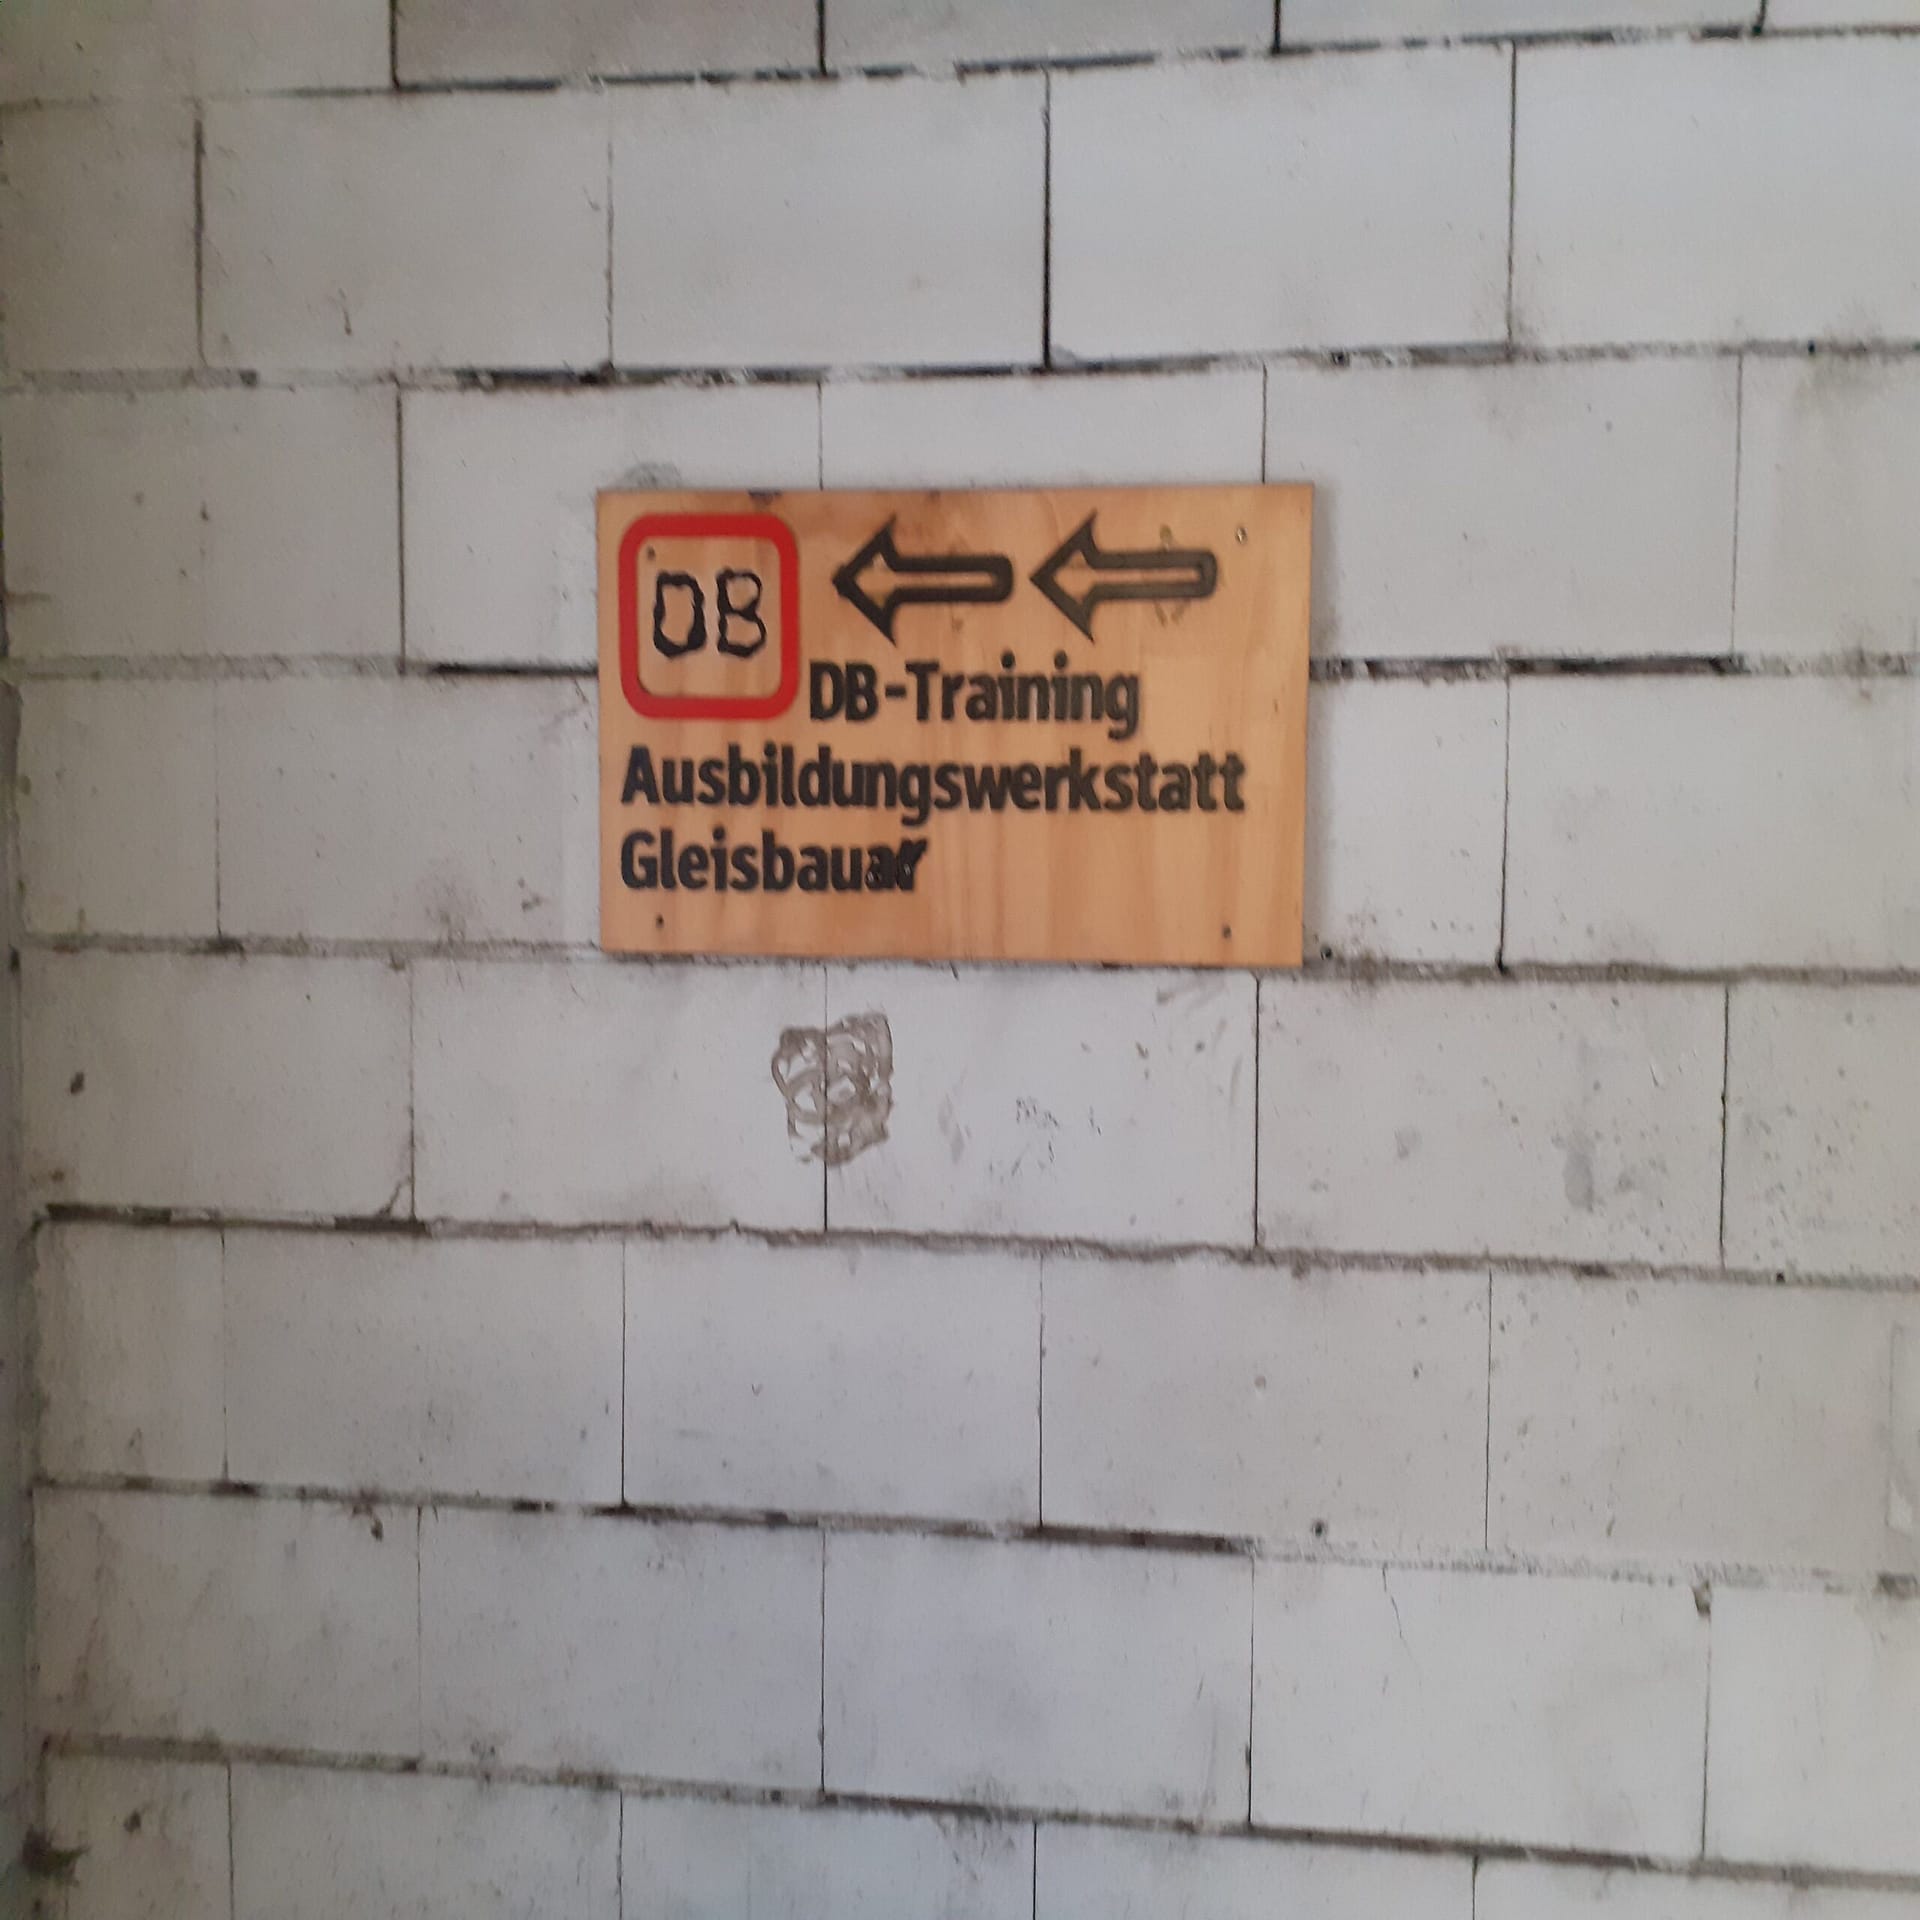 DB
DB-Training
Ausbildungswerkstatt
Gleisbauer